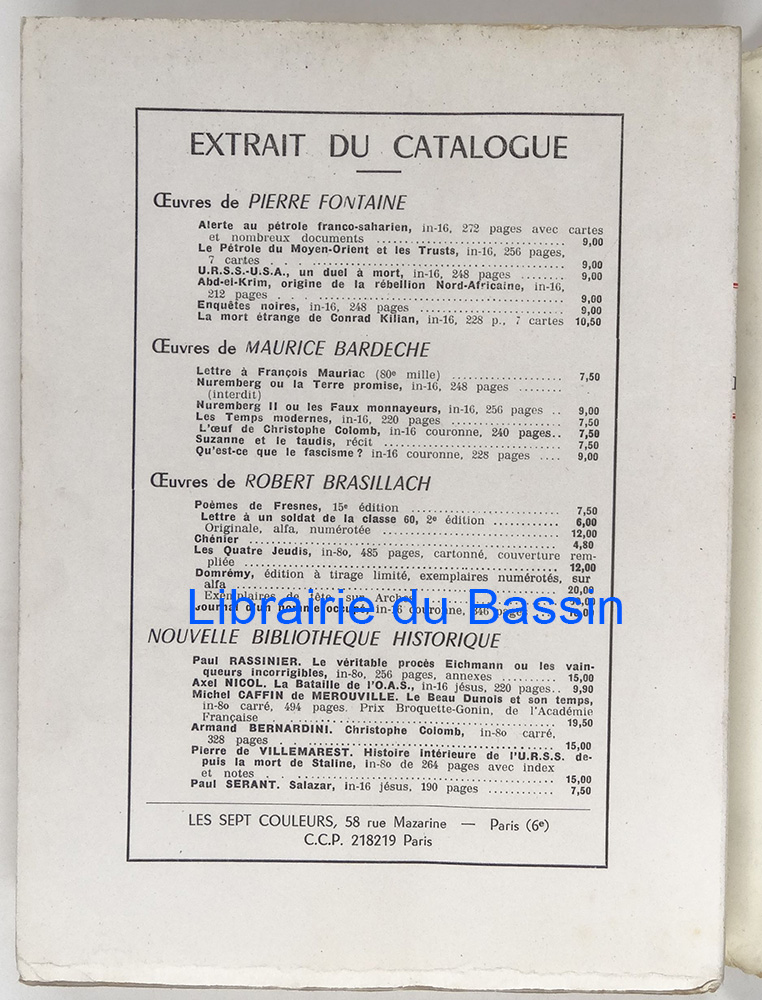 EXTRAIT DU CATALOGUE
Œuvres de PIERRE FONTAINE
Alerte au pétrole franco-saharien, in-16, 272 pages avec cartes
et nombreux documents .......... 9,00
Le Pétrole du Moyen-Orient et les Trusts, in-16, 256 pages,
7 cartes .......... 9,00
U.R.S.S.-U.S.A., un duel à mort, in-16, 248 pages .......... 9,00
Abd-el-Krim, origine de la rébellion Nord-Africaine, in-16,
212 pages .......... 9,00
Enquêtes noires, in-16, 248 pages .......... 9,00
La mort étrange de Conrad Kilian, in-16, 228 p., 7 cartes 10,50
Œuvres de MAURICE BARDECHE
Lettre à François Mauriac (80e mille) .......... 7,50
Nuremberg ou la Terre promise, in-16, 248 pages ..........
(interdit)
Nuremberg II ou les Faux monnayeurs, in-16, 256 pages .. 9,00
Les Temps modernes, in-16, 220 pages .......... 7,50
L'œuf de Christophe Colomb, in-16 couronne, 240 pages.. 7,50
Suzanne et le taudis, récit .......... 7,50
Qu'est-ce que le fascisme ? in-16 couronne, 228 pages .... 9,00
Œuvres de ROBERT BRASILLACH
Poèmes de Fresnes, 15e édition .......... 7,50
Lettre à un soldat de la classe 60, 2e édition .......... 6,00
Originale, alfa, numérotée .......... 12,00
Chénier .......... 4,80
Les Quatre Jeudis, in-8o, 485 pages, cartonné, couverture rem-
pliée .......... 12,00
Domrémy, édition à tirage limité, exemplaires numérotés, sur
alfa .......... 20,00
Exemplaires de tête, sur Arches ..........
Journal d'un homme occupé, in-16 couronne, 346 pages
Librairie du Bassin
NOUVELLE BIBLIOTHEQUE HISTORIQUE
Paul RASSINIER. Le véritable procès Eichmann ou les vain-
queurs incorrigibles, in-8o, 256 pages, annexes .......... 15,00
Axel NICOL. La Bataille de l'O.A.S., in-16 jésus, 220 pages.. 9,90
Michel CAFFIN de MEROUVILLE. Le Beau Dunois et son temps,
in-8o carré, 494 pages. Prix Broquette-Gonin, de l'Académie
Française .......... 19,50
Armand BERNARDINI. Christophe Colomb, in-8o carré,
328 pages .......... 15,00
Pierre de VILLEMAREST. Histoire intérieure de l'U.R.S.S. de-
puis la mort de Staline, in-8o de 264 pages avec index
et notes .......... 15,00
Paul SERANT. Salazar, in-16 jésus, 190 pages .......... 7,50
LES SEPT COULEURS, 58 rue Mazarine — Paris (6e)
C.C.P. 218219 Paris